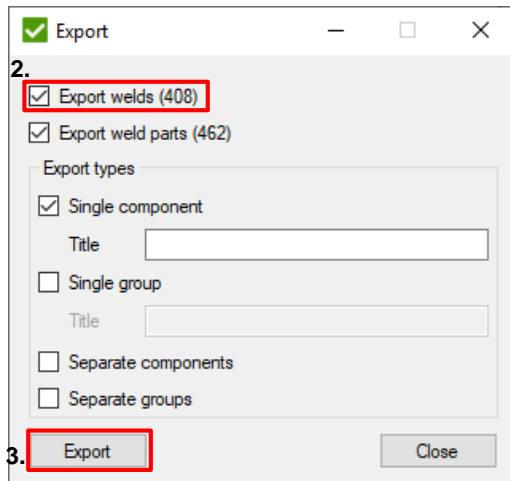 Export
2.
Export welds (408)
Export weld parts (462)
Export types
Single component
Title
Single group
Title
Separate components
Separate groups
3.
Export
Close